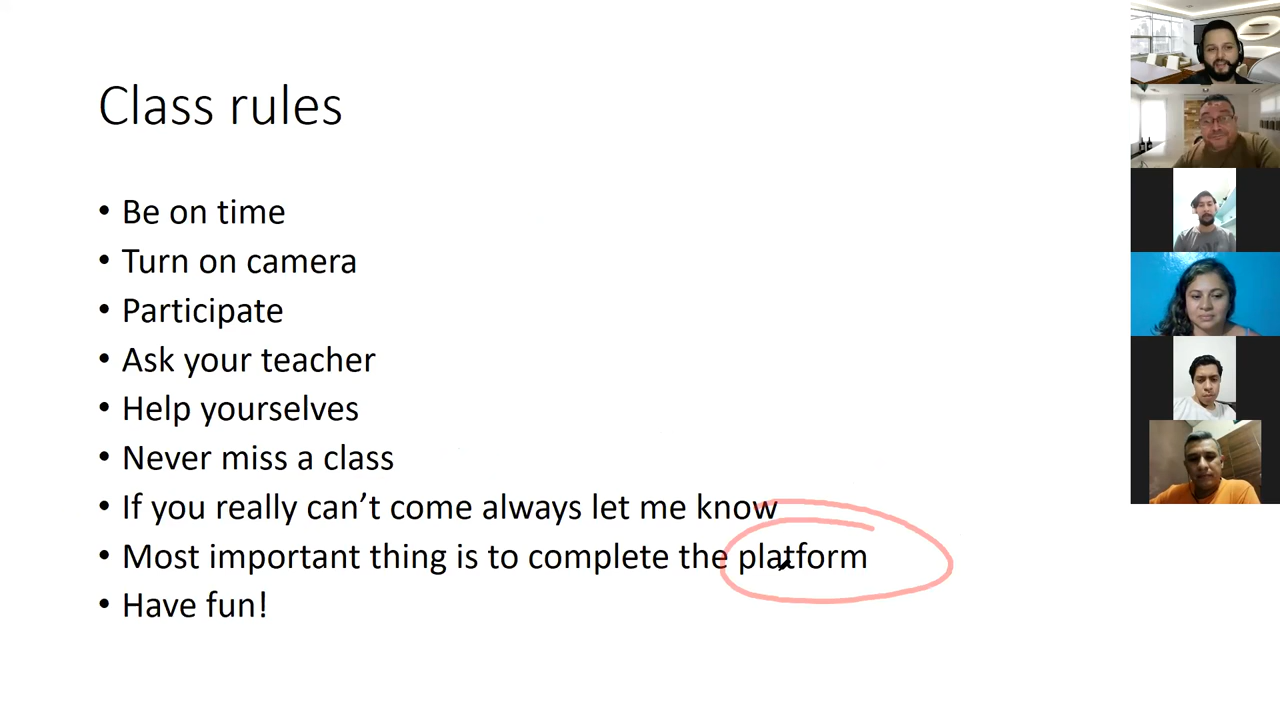 Class rules
• Be on time
• Turn on camera
• Participate
• Ask your teacher
• Help yourselves
• Never miss a class
• If you really can’t come always let me know
• Most important thing is to complete the platform
• Have fun!